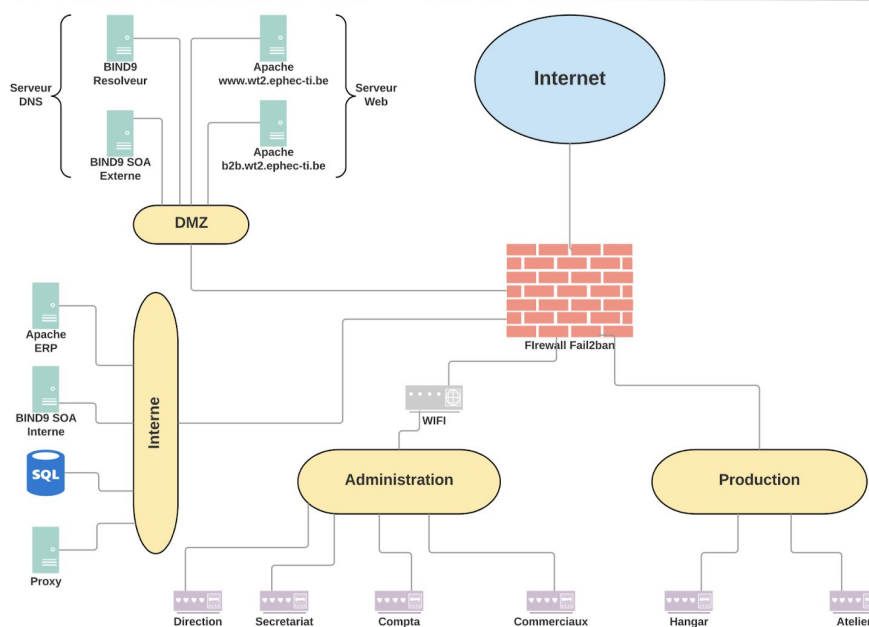 Serveur
DNS
BIND9
Resolveur
BIND9 SOA
Externe
Apache
www.wt2.ephec-ti.be
Apache
b2b.wt2.ephec-ti.be
Serveur
Web
Internet
DMZ
FIrewall Fail2ban
Apache
ERP
BIND9 SOA
Interne
SQL
Proxy
Interne
WIFI
Administration
Production
Direction
Secretariat
Compta
Commerciaux
Hangar
Atelier